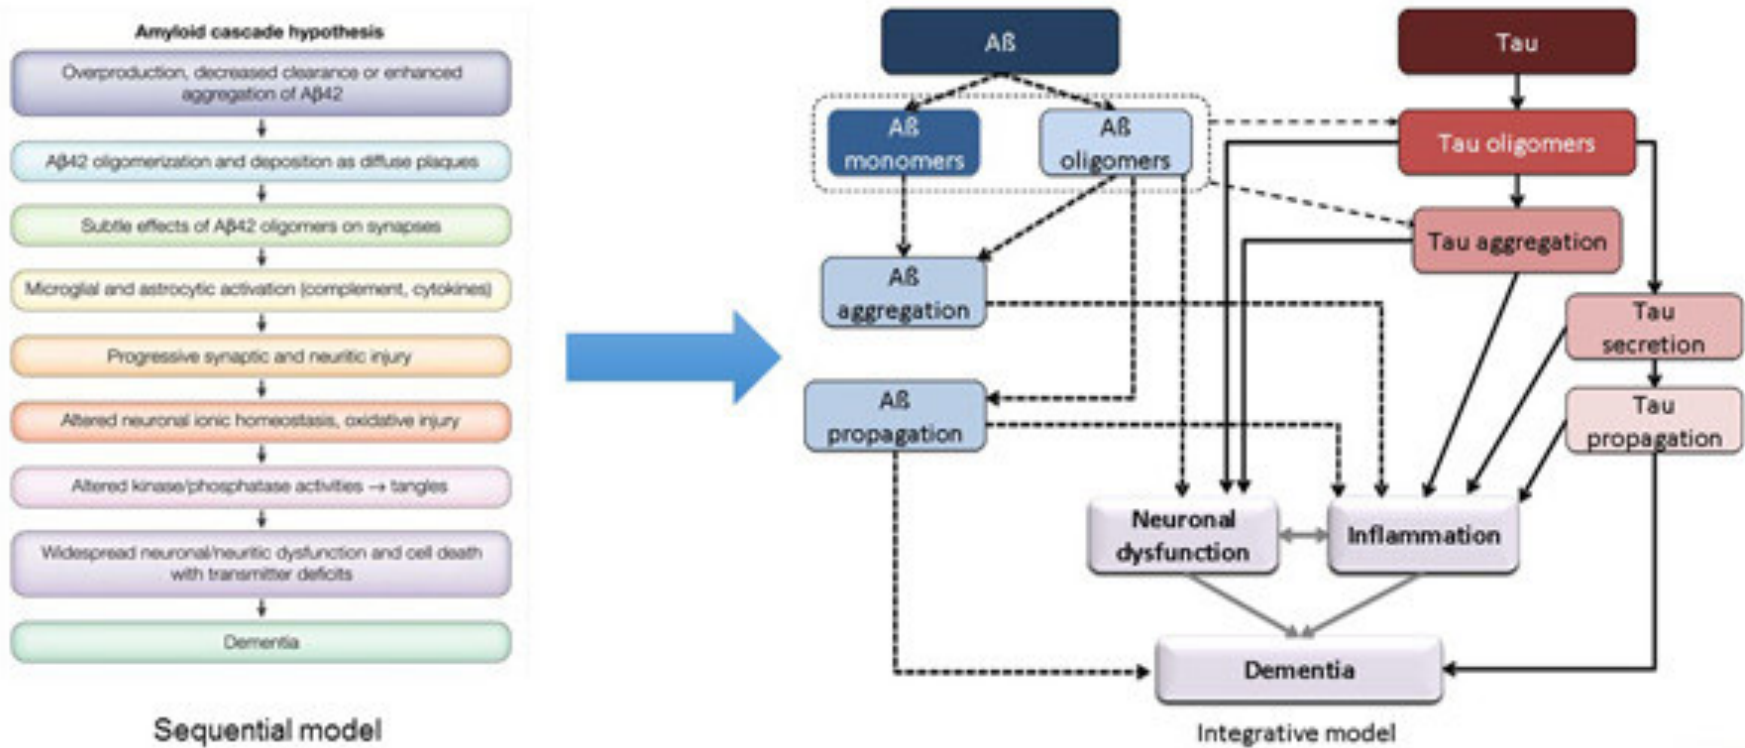 Amyloid cascade hypothesis
Overproduction, decreased clearance or enhanced
aggregation of Aβ42
Aβ42 oligomerization and deposition as diffuse plaques
Subtle effects of Aβ42 oligomers on synapses
Microglial and astrocytic activation (complement, cytokines)
Progressive synaptic and neuritic injury
Altered neuronal ionic homeostasis, oxidative injury
Altered kinase/phosphatase activities → tangles
Widespread neuronal/neuritic dysfunction and cell death
with transmitter deficits
Dementia
Sequential model
Aß
Tau
Aß
monomers
Aß
oligomers
Tau oligomers
Tau aggregation
Aß
aggregation
Tau
secretion
Aß
propagation
Tau
propagation
Neuronal
dysfunction
Inflammation
Dementia
Integrative model